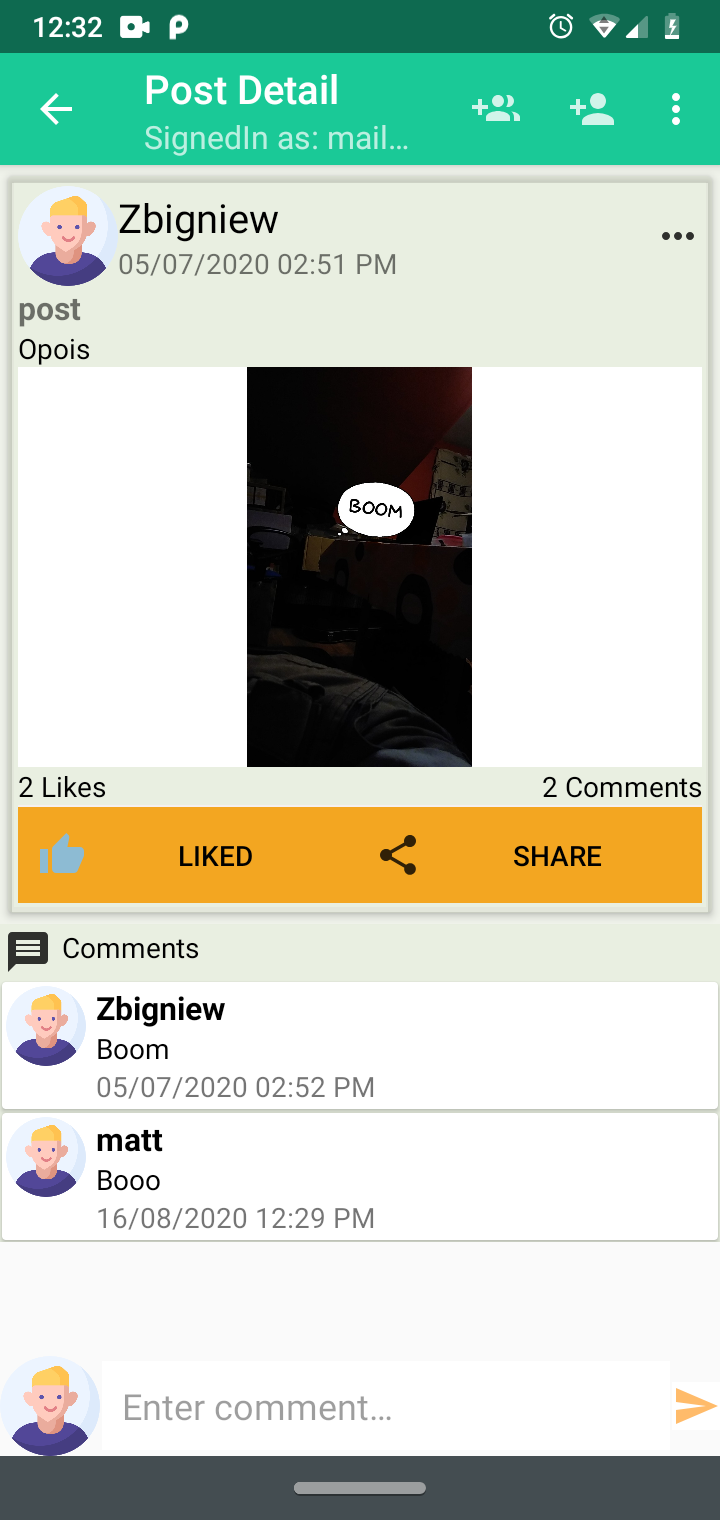 12:32
Post Detail
SignedIn as: mail...
Zbigniew
05/07/2020 02:51 PM
post
Opois
BOOM
2 Likes
2 Comments
LIKED
SHARE
Comments
Zbigniew
Boom
05/07/2020 02:52 PM
matt
Booo
16/08/2020 12:29 PM
Enter comment...